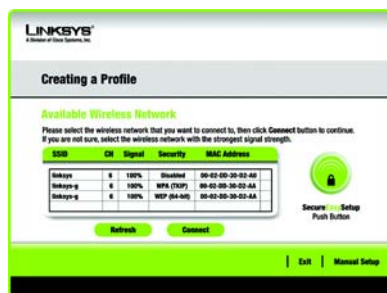 LINKSYS®
A Division of Cisco Systems, Inc.
Creating a Profile
Available Wireless Network
Please select the wireless network that you want to connect to, then click Connect button to continue.
If you are not sure, select the wireless network with the strongest signal strength.
SSID CH Signal Security MAC Address
linksys 6 100% Disabled 00-02-DD-30-D2-A0
linksys-g 6 100% WPA (TKIP) 00-02-DD-30-D2-AA
linksys-g 6 100% WEP (64-bit) 00-02-DD-30-D2-AA
SecureEasySetup
Push Button
Refresh Connect
Exit Manual Setup